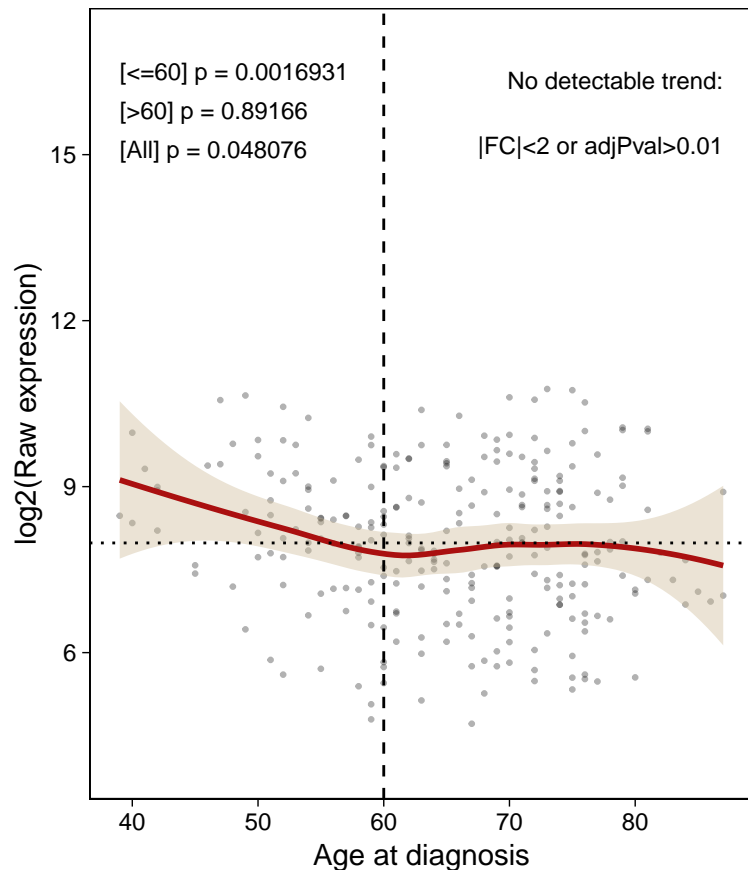 [<=60] p = 0.0016931
[>60] p = 0.89166
[All] p = 0.048076
No detectable trend:
|FC|<2 or adjPval>0.01
log2(Raw expression)
15
12
9
6
40 50 60 70 80
Age at diagnosis